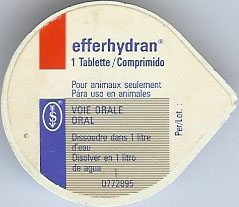 efferhydran®
1 Tablette/Comprimido
Pour animaux seulement
Pára uso en animales
VOIE ORALE
ORAL
Dissoudre dans 1 litre
d'eau
Disolver en 1 litro
de agua
0772895
Per/Lot.: